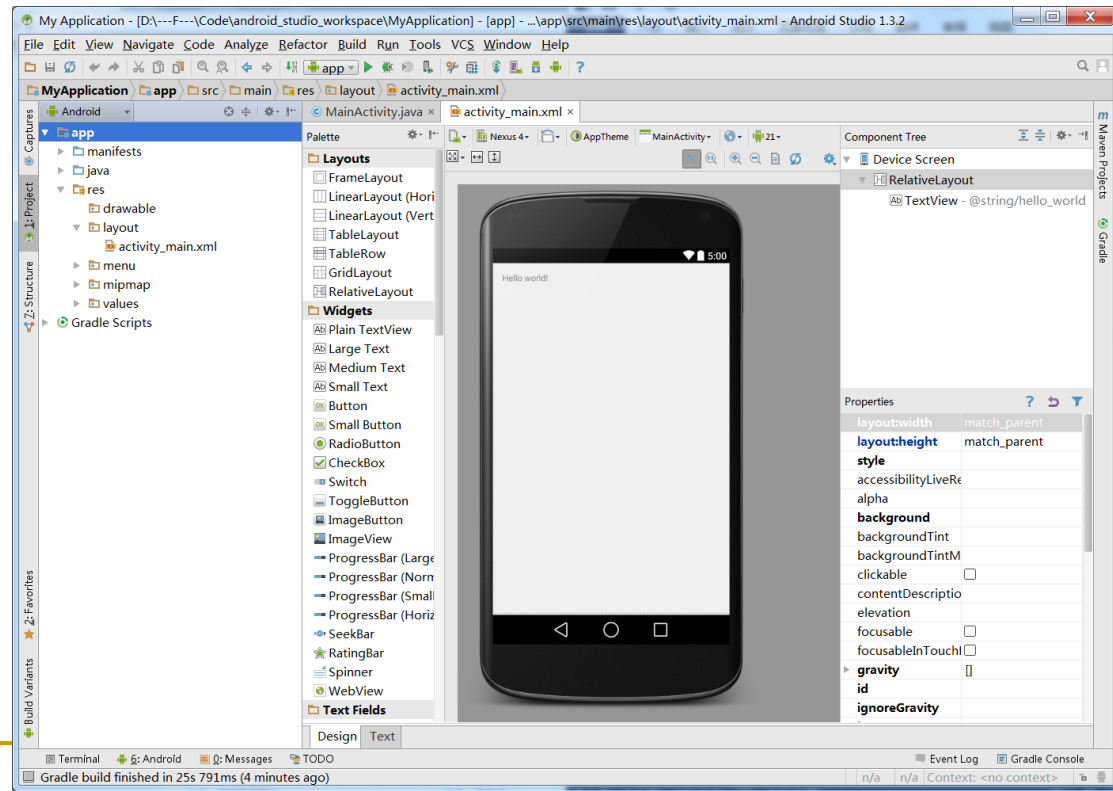 My Application - [D:\---F---\Code\android_studio_workspace\MyApplication] - [app] - ...\app\src\main\res\layout\activity_main.xml - Android Studio 1.3.2
File Edit View Navigate Code Analyze Refactor Build Run Tools VCS Window Help
app
MyApplication app src main res layout activity_main.xml
Captures
1: Project
Z: Structure
2: Favorites
Build Variants
Android
app
manifests
java
res
drawable
layout
activity_main.xml
menu
mipmap
values
Gradle Scripts
MainActivity.java
activity_main.xml
Palette
Layouts
FrameLayout
LinearLayout (Hori
LinearLayout (Vert
TableLayout
TableRow
GridLayout
RelativeLayout
Widgets
Plain TextView
Large Text
Medium Text
Small Text
Button
Small Button
RadioButton
CheckBox
Switch
ToggleButton
ImageButton
ImageView
ProgressBar (Large
ProgressBar (Norm
ProgressBar (Small
ProgressBar (Horiz
SeekBar
RatingBar
Spinner
WebView
Text Fields
Nexus 4 AppTheme MainActivity 21
5:00
Hello world!
Design Text
Component Tree
Device Screen
RelativeLayout
Ab TextView - @string/hello_world
Properties
layout:width match_parent
layout:height match_parent
style
accessibilityLiveRe
alpha
background
backgroundTint
backgroundTintM
clickable
contentDescriptio
elevation
focusable
focusableInTouchI
gravity []
id
ignoreGravity
Maven Projects
Gradle
Terminal 6: Android 0: Messages TODO Event Log Gradle Console
Gradle build finished in 25s 791ms (4 minutes ago) n/a n/a Context: <no context>